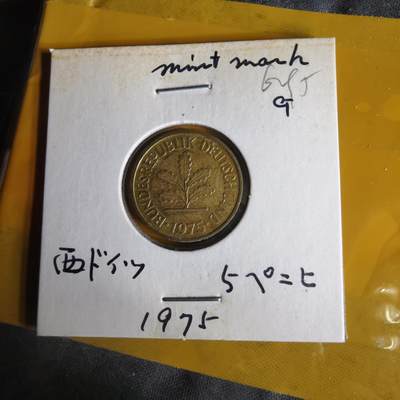 mint mark
G
BUNDESREPUBLIK DEUTSCHLAND
1975
西ドイツ
5ペニヒ
1975